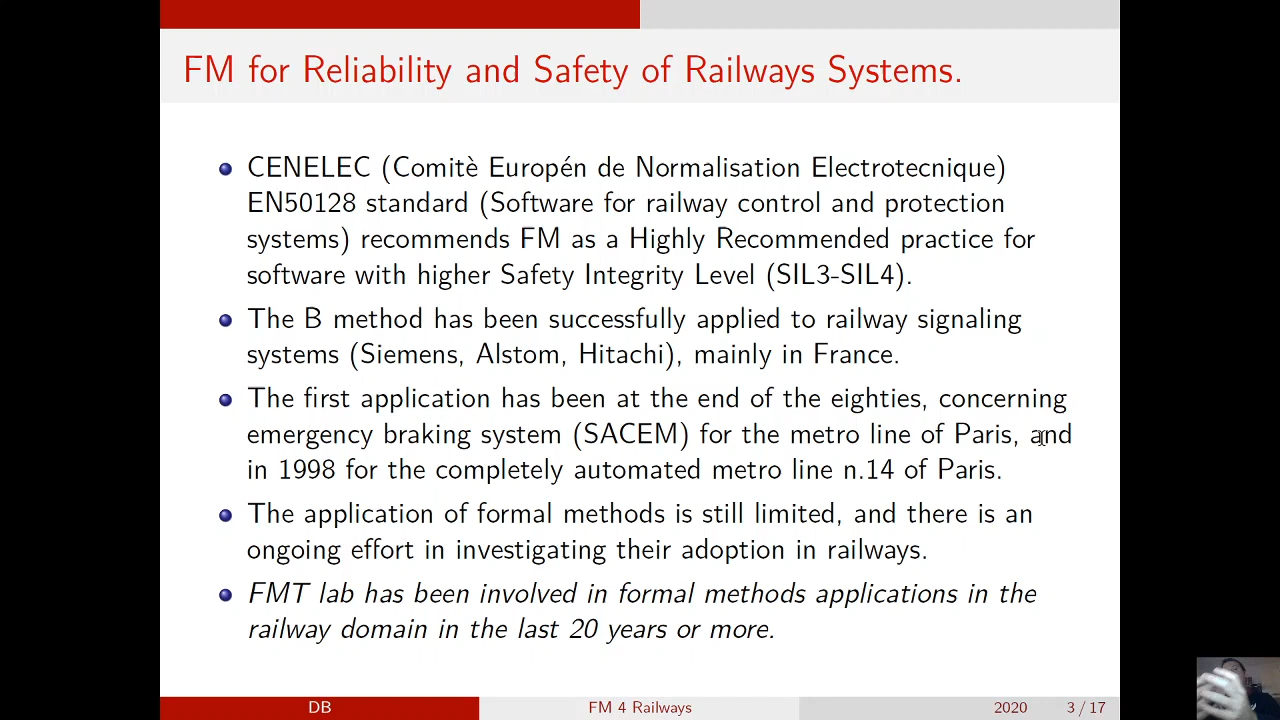 FM for Reliability and Safety of Railways Systems.
CENELEC (Comitè Europén de Normalisation Electrotecnique)
EN50128 standard (Software for railway control and protection
systems) recommends FM as a Highly Recommended practice for
software with higher Safety Integrity Level (SIL3-SIL4).
The B method has been successfully applied to railway signaling
systems (Siemens, Alstom, Hitachi), mainly in France.
The first application has been at the end of the eighties, concerning
emergency braking system (SACEM) for the metro line of Paris, and
in 1998 for the completely automated metro line n.14 of Paris.
The application of formal methods is still limited, and there is an
ongoing effort in investigating their adoption in railways.
FMT lab has been involved in formal methods applications in the
railway domain in the last 20 years or more.
DB FM 4 Railways 2020 3 / 17